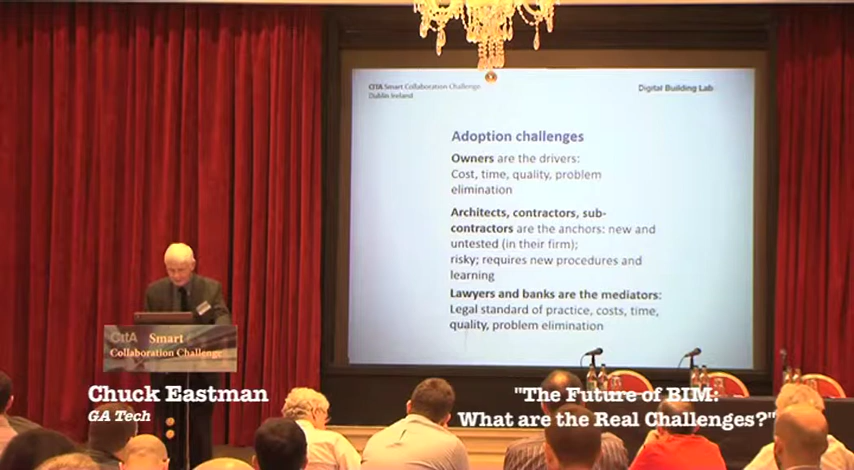 CITA Smart Collaboration Challenge
Dublin Ireland
Digital Building Lab
Adoption challenges
Owners are the drivers:
Cost, time, quality, problem
elimination
Architects, contractors, sub-
contractors are the anchors: new and
untested (in their firm);
risky; requires new procedures and
learning
Lawyers and banks are the mediators:
Legal standard of practice, costs, time,
quality, problem elimination
CitA Smart
Collaboration Challenge
Chuck Eastman
GA Tech
"The Future of BIM:
What are the Real Challenges?"